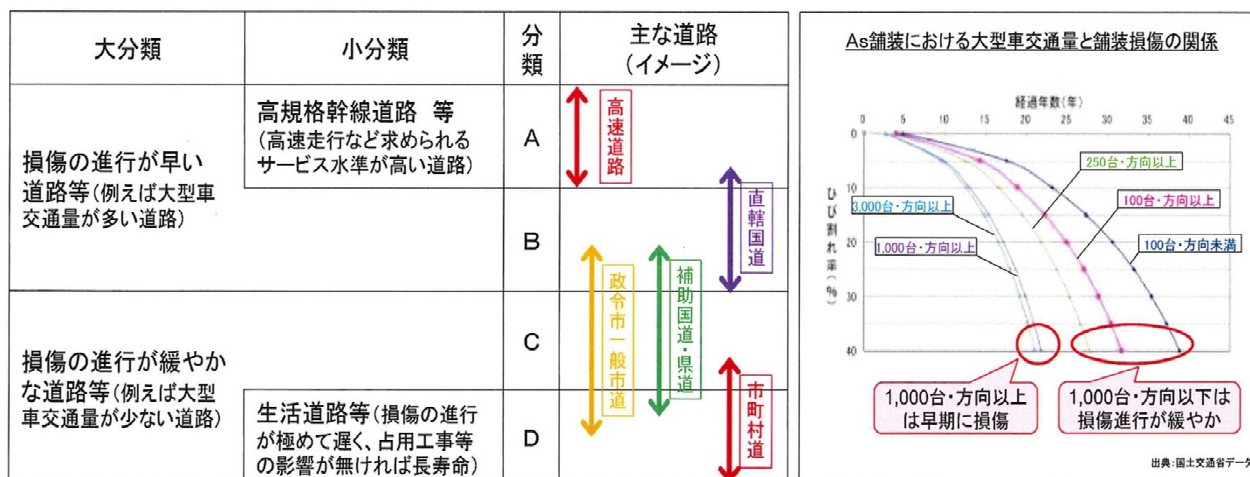 大分類
小分類
分
類
主な道路
(イメージ)
損傷の進行が早い
道路等(例えば大型車
交通量が多い道路)
高規格幹線道路 等
(高速走行など求められる
サービス水準が高い道路)
A
B
高速道路
直轄国道
政令市一般市道
補助国道・県道
市町村道
損傷の進行が緩やか
な道路等(例えば大型
車交通量が少ない道路)
C
生活道路等(損傷の進行
が極めて遅く、占用工事等
の影響が無ければ長寿命)
D
As舗装における大型車交通量と舗装損傷の関係
経過年数(年)
0 5 10 15 20 25 30 35 40 45
0
10
20
30
40
ひび割れ率(%)
250台・方向以上
3,000台・方向以上
100台・方向以上
1,000台・方向以上
100台・方向未満
1,000台・方向以上
は早期に損傷
1,000台・方向以下は
損傷進行が緩やか
出典:国土交通省データ